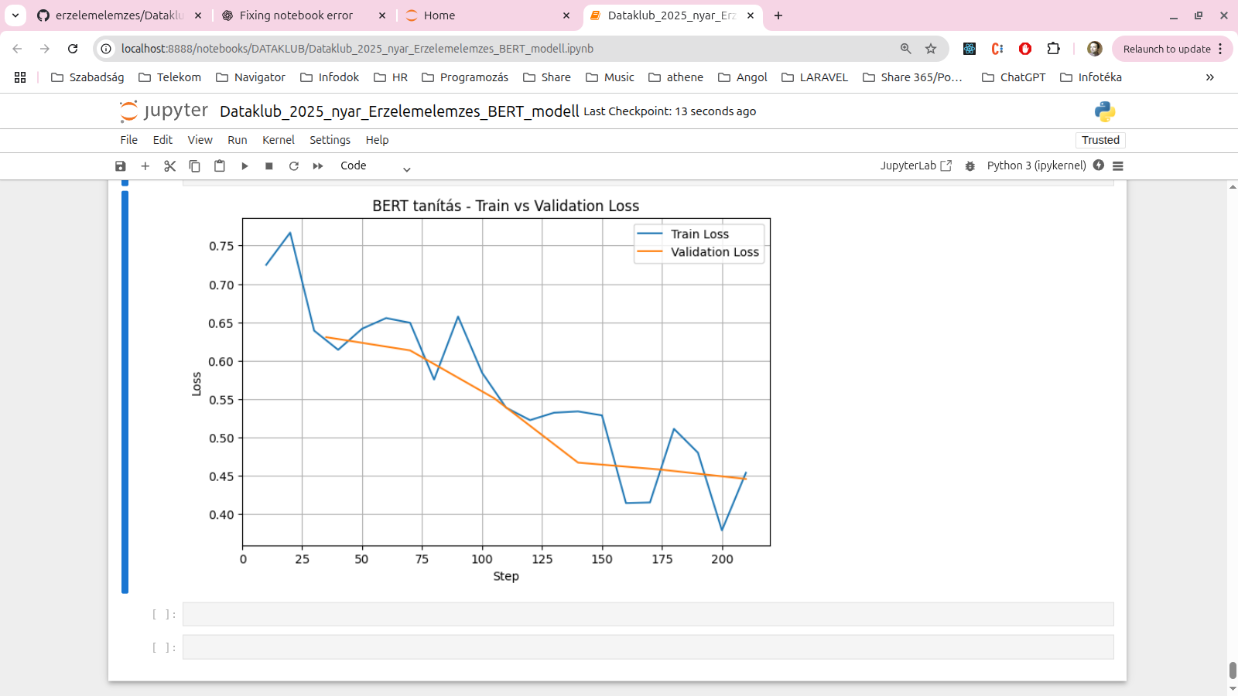 erzelemelemzes/Dataklu
Fixing notebook error
Home
Dataklub_2025_nyar_Erz
localhost:8888/notebooks/DATAKLUB/Dataklub_2025_nyar_Erzelemelemzes_BERT_modell.ipynb
Relaunch to update
Szabadság
Telekom
Navigator
Infodok
HR
Programozás
Share
Music
athene
Angol
LARAVEL
Share 365/Po...
ChatGPT
Infotéka
»
jupyter Dataklub_2025_nyar_Erzelemelemzes_BERT_modell Last Checkpoint: 13 seconds ago
File Edit View Run Kernel Settings Help
Trusted
Code
JupyterLab
Python 3 (ipykernel)
BERT tanítás - Train vs Validation Loss
Train Loss
Validation Loss
0.75
0.70
0.65
0.60
0.55
0.50
0.45
0.40
Loss
0 25 50 75 100 125 150 175 200
Step
[ ]:
[ ]: